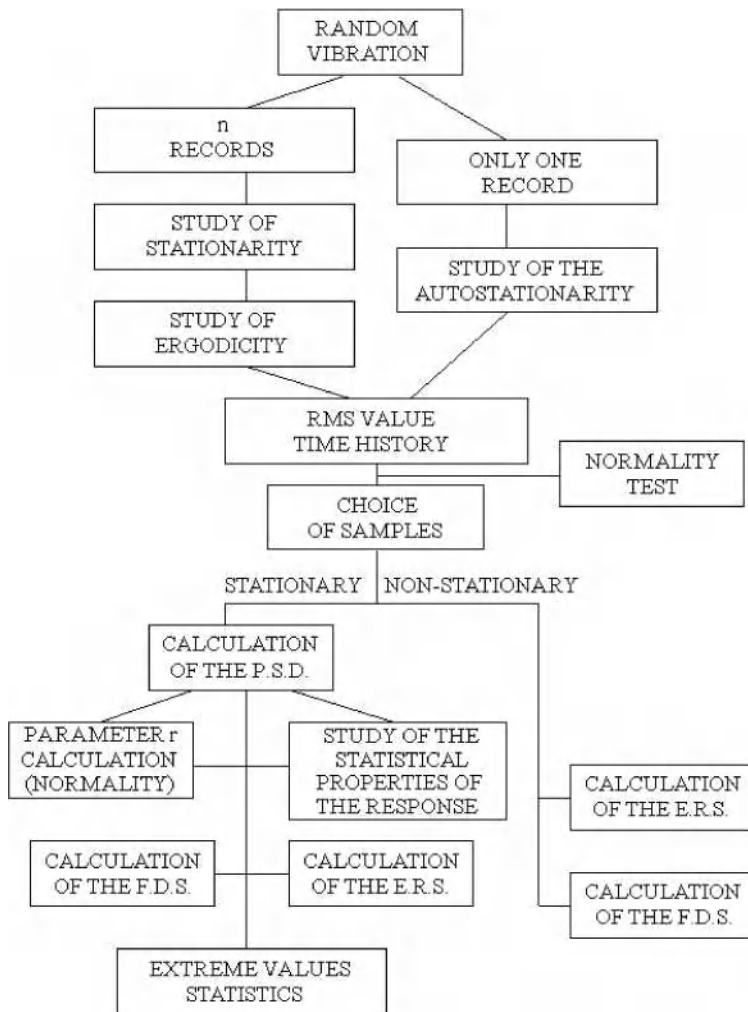 RANDOM
VIBRATION
n
RECORDS
ONLY ONE
RECORD
STUDY OF
STATIONARITY
STUDY OF THE
AUTOSTATIONARITY
STUDY OF
ERGODICITY
RMS VALUE
TIME HISTORY
NORMALITY
TEST
CHOICE
OF SAMPLES
STATIONARY
NON-STATIONARY
CALCULATION
OF THE P.S.D.
PARAMETER r
CALCULATION
(NORMALITY)
STUDY OF THE
STATISTICAL
PROPERTIES OF
THE RESPONSE
CALCULATION
OF THE E.R.S.
CALCULATION
OF THE F.D.S.
CALCULATION
OF THE E.R.S.
CALCULATION
OF THE F.D.S.
EXTREME VALUES
STATISTICS